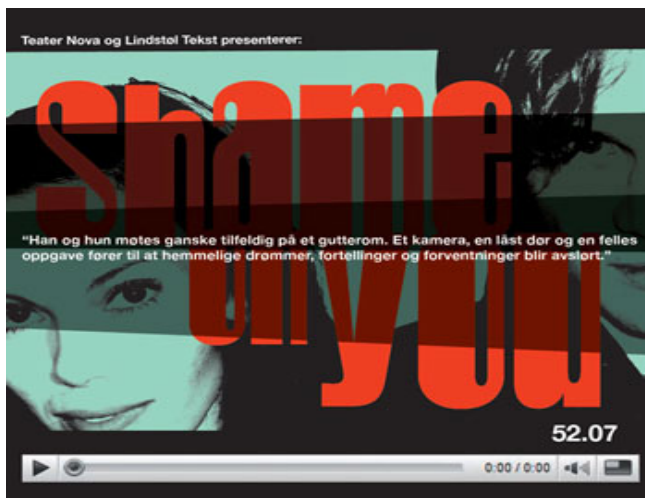 Teater Nova og Lindstøl Tekst presenterer:
Shame
"Han og hun møtes ganske tilfeldig på et gutterom. Et kamera, en låst dør og en felles
oppgave fører til at hemmelige drømmer, fortellinger og forventninger blir avslørt."
on you
52.07
0:00 / 0:00